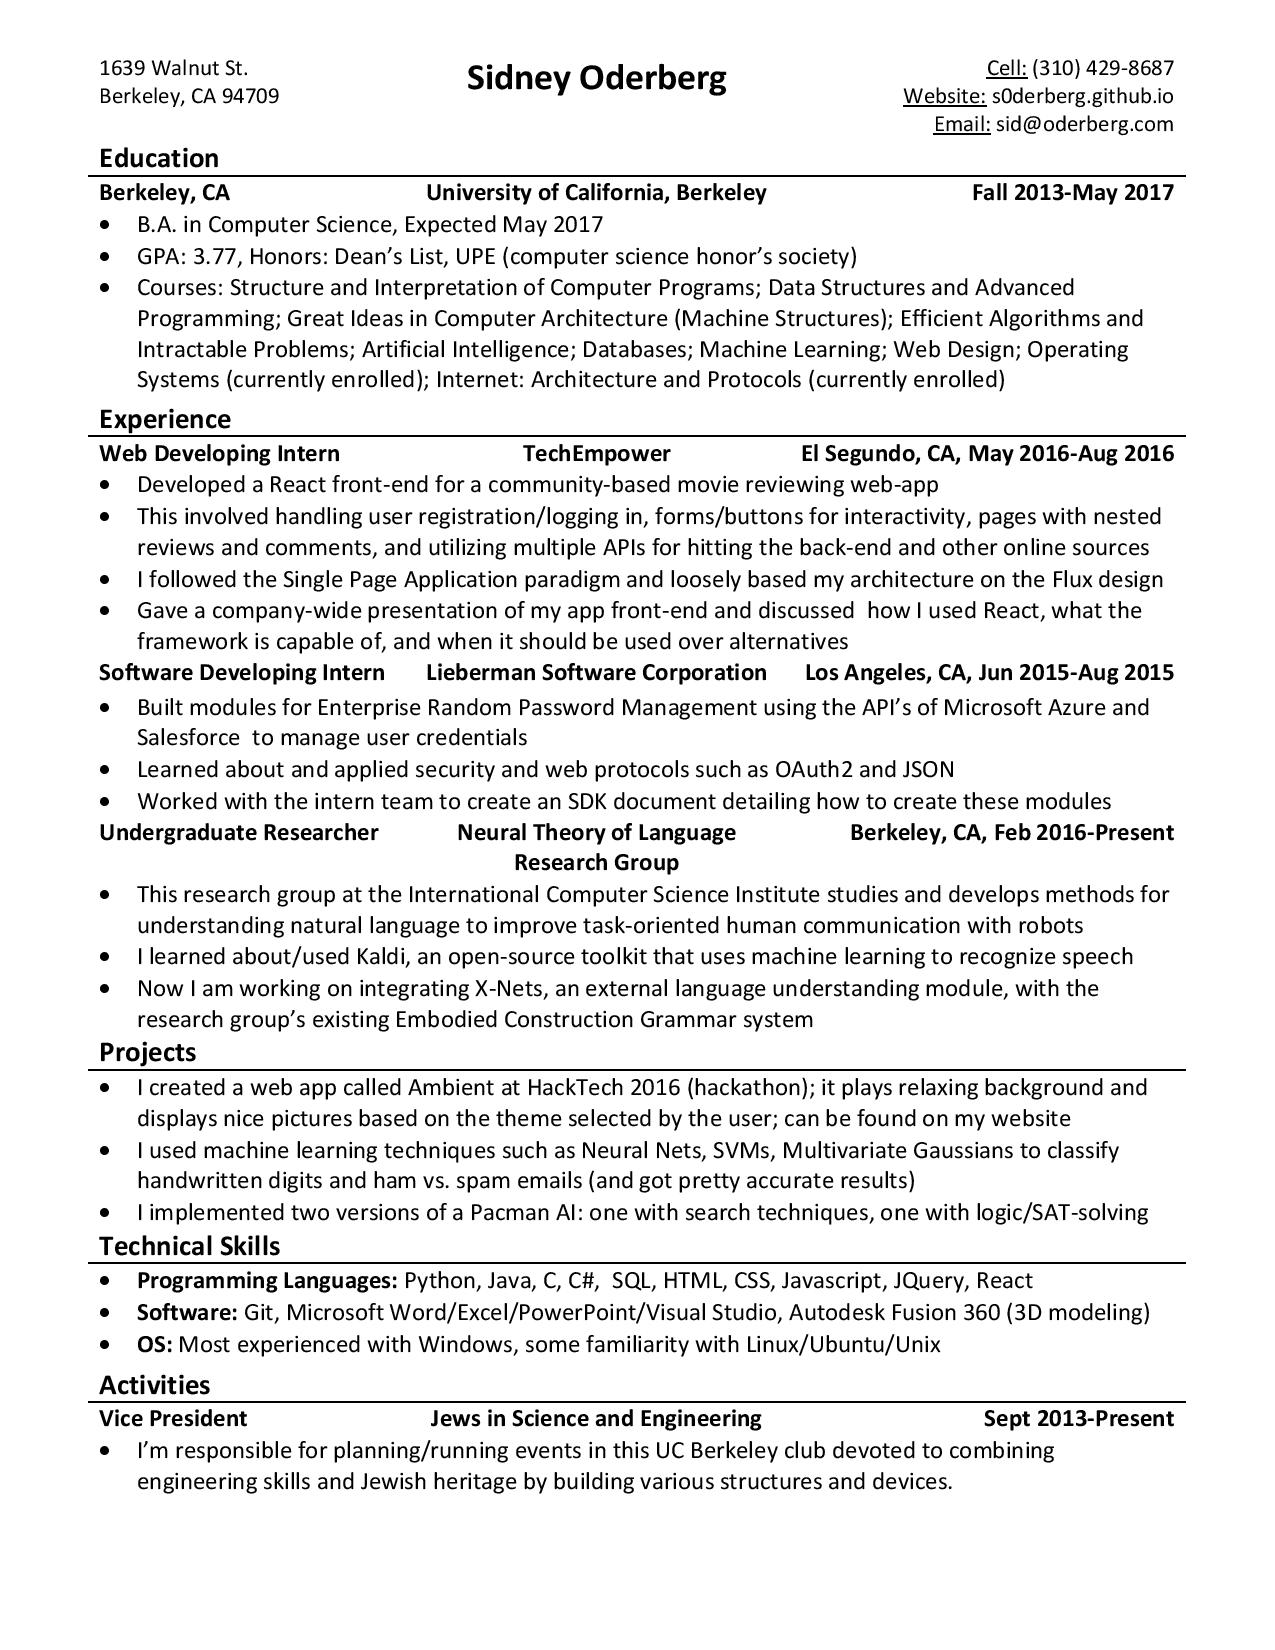 1639 Walnut St.
Berkeley, CA 94709
Sidney Oderberg
Cell: (310) 429-8687
Website: s0derberg.github.io
Email: sid@oderberg.com
Education
Berkeley, CA University of California, Berkeley Fall 2013-May 2017
• B.A. in Computer Science, Expected May 2017
• GPA: 3.77, Honors: Dean’s List, UPE (computer science honor’s society)
• Courses: Structure and Interpretation of Computer Programs; Data Structures and Advanced
Programming; Great Ideas in Computer Architecture (Machine Structures); Efficient Algorithms and
Intractable Problems; Artificial Intelligence; Databases; Machine Learning; Web Design; Operating
Systems (currently enrolled); Internet: Architecture and Protocols (currently enrolled)
Experience
Web Developing Intern TechEmpower El Segundo, CA, May 2016-Aug 2016
• Developed a React front-end for a community-based movie reviewing web-app
• This involved handling user registration/logging in, forms/buttons for interactivity, pages with nested
reviews and comments, and utilizing multiple APIs for hitting the back-end and other online sources
• I followed the Single Page Application paradigm and loosely based my architecture on the Flux design
• Gave a company-wide presentation of my app front-end and discussed how I used React, what the
framework is capable of, and when it should be used over alternatives
Software Developing Intern Lieberman Software Corporation Los Angeles, CA, Jun 2015-Aug 2015
• Built modules for Enterprise Random Password Management using the API’s of Microsoft Azure and
Salesforce to manage user credentials
• Learned about and applied security and web protocols such as OAuth2 and JSON
• Worked with the intern team to create an SDK document detailing how to create these modules
Undergraduate Researcher Neural Theory of Language Berkeley, CA, Feb 2016-Present
Research Group
• This research group at the International Computer Science Institute studies and develops methods for
understanding natural language to improve task-oriented human communication with robots
• I learned about/used Kaldi, an open-source toolkit that uses machine learning to recognize speech
• Now I am working on integrating X-Nets, an external language understanding module, with the
research group’s existing Embodied Construction Grammar system
Projects
• I created a web app called Ambient at HackTech 2016 (hackathon); it plays relaxing background and
displays nice pictures based on the theme selected by the user; can be found on my website
• I used machine learning techniques such as Neural Nets, SVMs, Multivariate Gaussians to classify
handwritten digits and ham vs. spam emails (and got pretty accurate results)
• I implemented two versions of a Pacman AI: one with search techniques, one with logic/SAT-solving
Technical Skills
• Programming Languages: Python, Java, C, C#, SQL, HTML, CSS, Javascript, JQuery, React
• Software: Git, Microsoft Word/Excel/PowerPoint/Visual Studio, Autodesk Fusion 360 (3D modeling)
• OS: Most experienced with Windows, some familiarity with Linux/Ubuntu/Unix
Activities
Vice President Jews in Science and Engineering Sept 2013-Present
• I’m responsible for planning/running events in this UC Berkeley club devoted to combining
engineering skills and Jewish heritage by building various structures and devices.